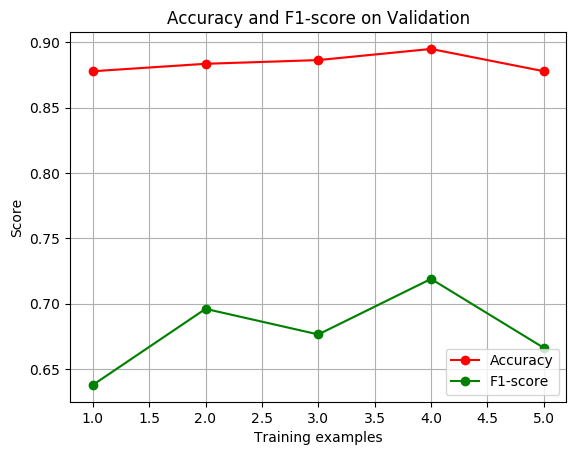 Accuracy and F1-score on Validation
0.90
0.85
0.80
0.75
0.70
0.65
Score
Accuracy
F1-score
1.0 1.5 2.0 2.5 3.0 3.5 4.0 4.5 5.0
Training examples